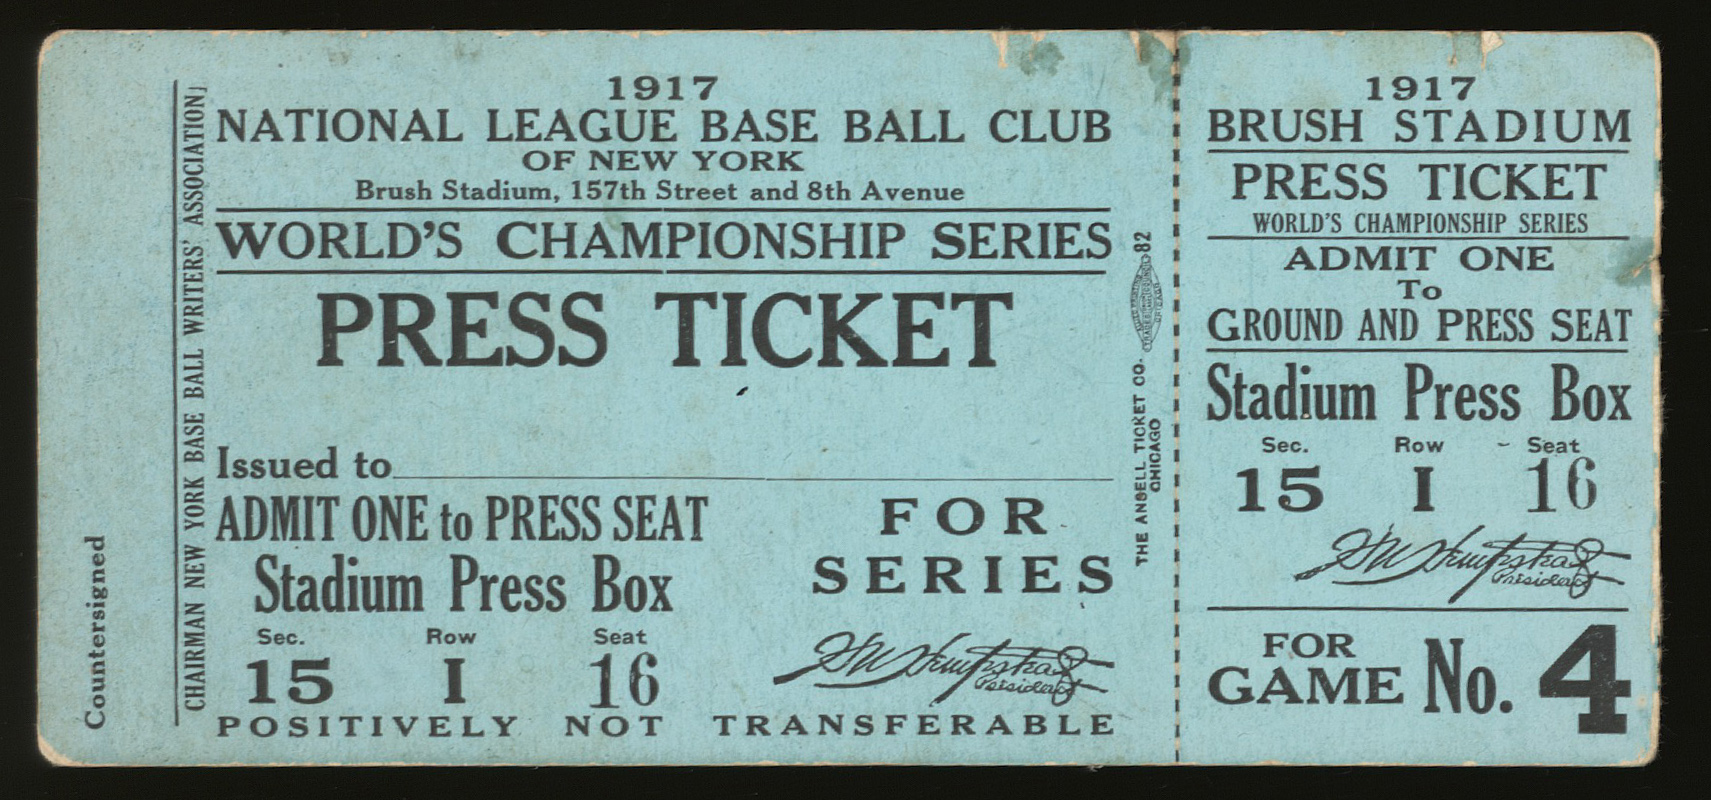 Countersigned
CHAIRMAN NEW YORK BASE BALL WRITERS' ASSOCIATION
1917
NATIONAL LEAGUE BASE BALL CLUB
OF NEW YORK
Brush Stadium, 157th Street and 8th Avenue
WORLD'S CHAMPIONSHIP SERIES
PRESS TICKET
Issued to
ADMIT ONE to PRESS SEAT
Stadium Press Box
Sec. Row Seat
15 I 16
FOR
SERIES
President
POSITIVELY NOT TRANSFERABLE
THE ANSELL TICKET CO. 82
CHICAGO
1917
BRUSH STADIUM
PRESS TICKET
WORLD'S CHAMPIONSHIP SERIES
ADMIT ONE
To
GROUND AND PRESS SEAT
Stadium Press Box
Sec. Row Seat
15 I 16
President
FOR
GAME No. 4